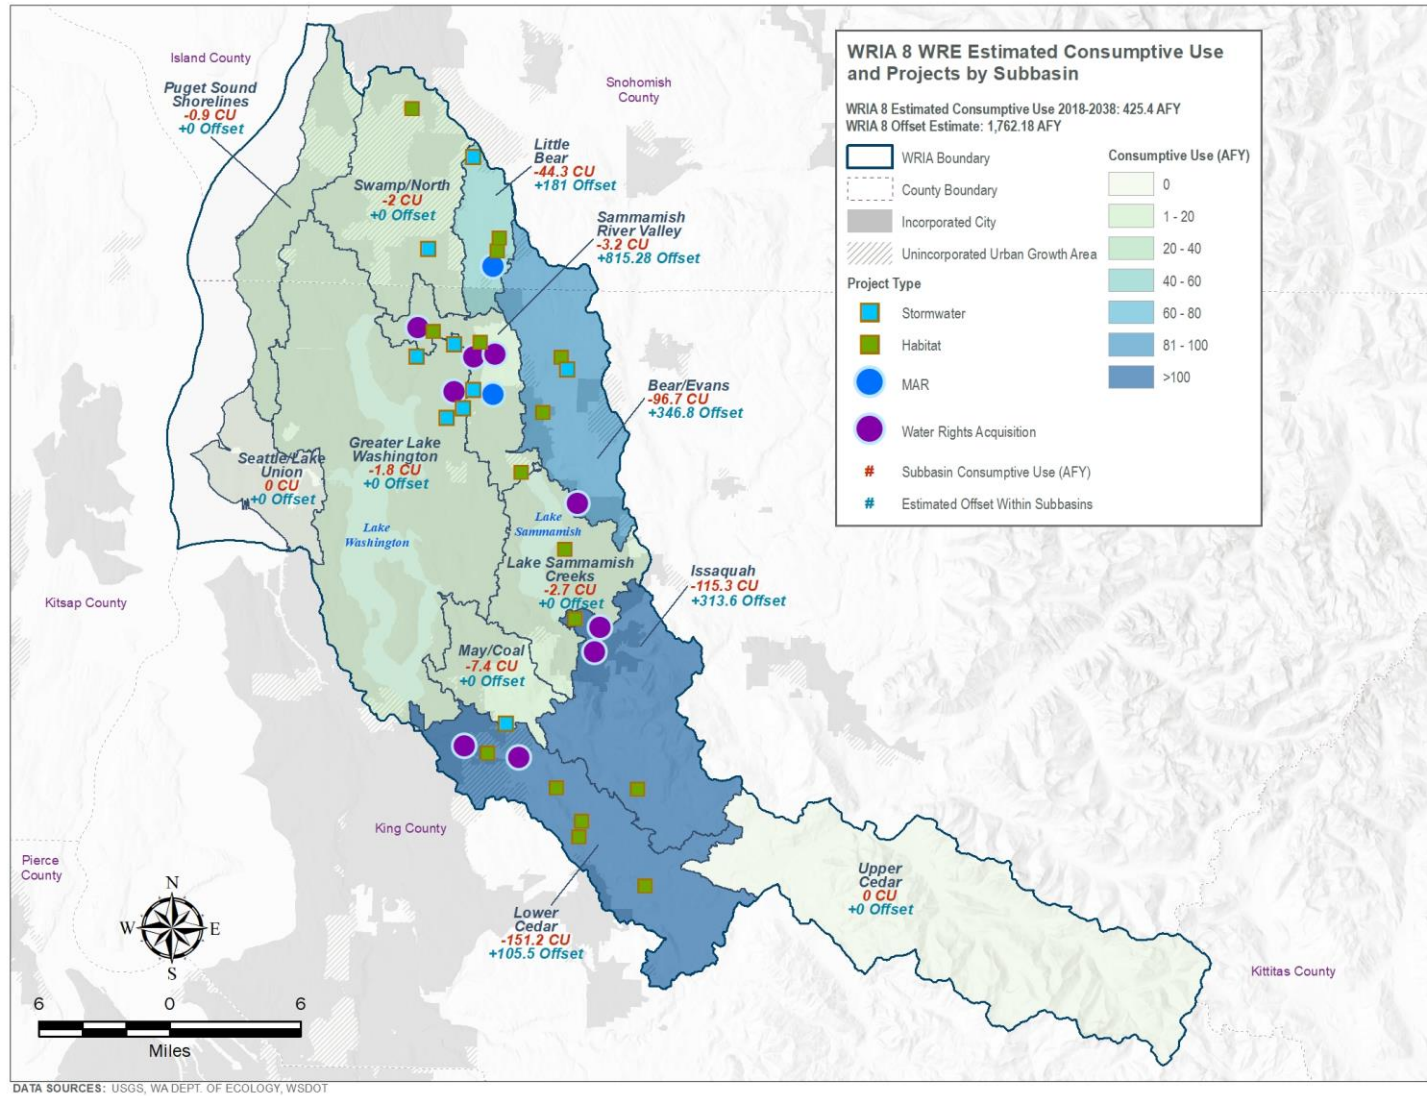 Island County
Puget Sound
Shorelines
-0.9 CU
+0 Offset
Snohomish
County
Little
Bear
-44.3 CU
+181 Offset
Swamp/North
-2 CU
+0 Offset
Sammamish
River Valley
-3.2 CU
+815.28 Offset
Bear/Evans
-96.7 CU
+346.8 Offset
Greater Lake
Washington
-1.8 CU
+0 Offset
Seattle/Lake
Union
0 CU
+0 Offset
Lake
Washington
Lake
Sammamish
Lake Sammamish
Creeks
-2.7 CU
+0 Offset
Issaquah
-115.3 CU
+313.6 Offset
Kitsap County
May/Coal
-7.4 CU
+0 Offset
King County
Pierce
County
Upper
Cedar
0 CU
+0 Offset
Lower
Cedar
-151.2 CU
+105.5 Offset
Kittitas County
WRIA 8 WRE Estimated Consumptive Use
and Projects by Subbasin
WRIA 8 Estimated Consumptive Use 2018-2038: 425.4 AFY
WRIA 8 Offset Estimate: 1,762.18 AFY
WRIA Boundary
County Boundary
Incorporated City
Unincorporated Urban Growth Area
Project Type
Stormwater
Habitat
MAR
Water Rights Acquisition
# Subbasin Consumptive Use (AFY)
# Estimated Offset Within Subbasins
Consumptive Use (AFY)
0
1 - 20
20 - 40
40 - 60
60 - 80
81 - 100
>100
N
W E
S
6 0 6
Miles
DATA SOURCES: USGS, WA DEPT. OF ECOLOGY, WSDOT